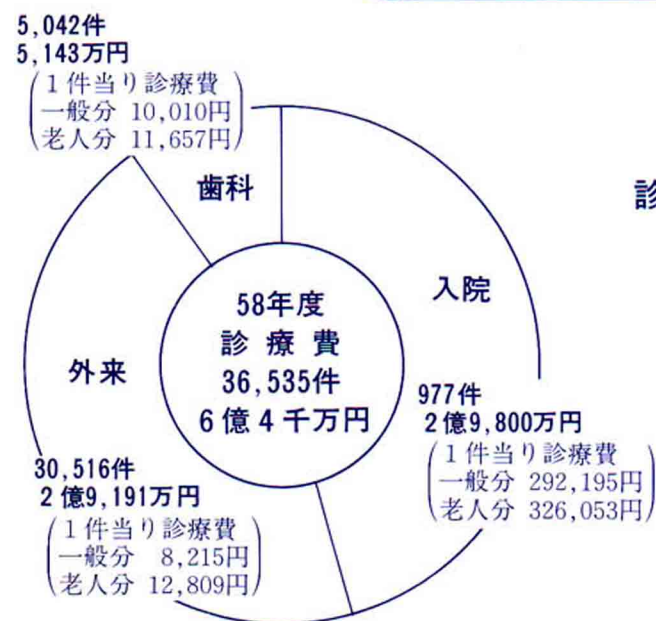 5,042件
5,143万円
(1件当り診療費
一般分 10,010円
老人分 11,657円)
歯科
診
入院
58年度
診療費
36,535件
6億4千万円
外来
977件
2億9,800万円
(1件当り診療費
一般分 292,195円
老人分 326,053円)
30,516件
2億9,191万円
(1件当り診療費
一般分 8,215円
老人分 12,809円)